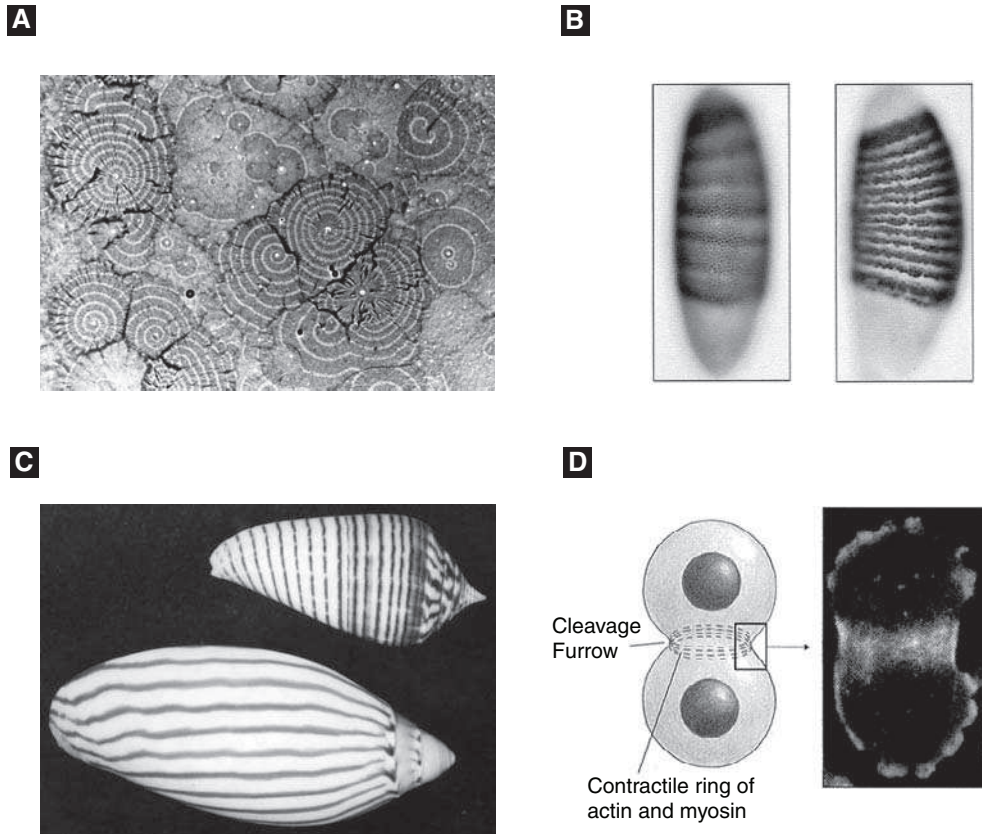 A
B
C
D
Cleavage
Furrow
Contractile ring of
actin and myosin